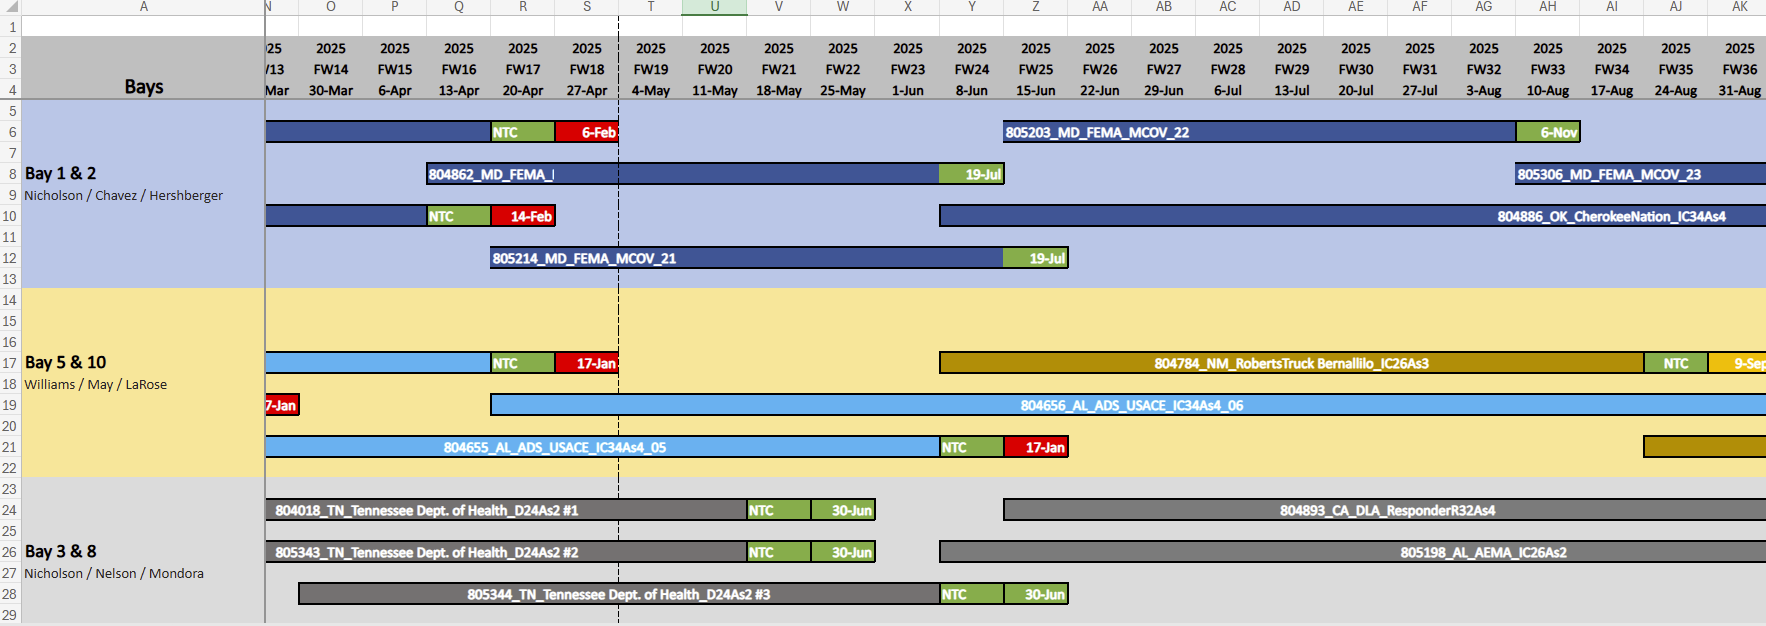 A N O P Q R S T U V W X Y Z AA AB AC AD AE AF AG AH AI AJ AK
1
2 25 2025 2025 2025 2025 2025 2025 2025 2025 2025 2025 2025 2025 2025 2025 2025 2025 2025 2025 2025 2025 2025 2025 2025
3 /13 FW14 FW15 FW16 FW17 FW18 FW19 FW20 FW21 FW22 FW23 FW24 FW25 FW26 FW27 FW28 FW29 FW30 FW31 FW32 FW33 FW34 FW35 FW36
4 Bays Mar 30-Mar 6-Apr 13-Apr 20-Apr 27-Apr 4-May 11-May 18-May 25-May 1-Jun 8-Jun 15-Jun 22-Jun 29-Jun 6-Jul 13-Jul 20-Jul 27-Jul 3-Aug 10-Aug 17-Aug 24-Aug 31-Aug
5
6 NTC 6-Feb 805203_MD_FEMA_MCOV_22 6-Nov
7
8 Bay 1 & 2 804862_MD_FEMA_ 19-Jul 805306_MD_FEMA_MCOV_23
9 Nicholson / Chavez / Hershberger
10 NTC 14-Feb 804886_OK_CherokeeNation_IC34As4
11
12 805214_MD_FEMA_MCOV_21 19-Jul
13
14
15
16
17 Bay 5 & 10 NTC 17-Jan 804784_NM_RobertsTruck Bernallilo_IC26As3 NTC 9-Sep
18 Williams / May / LaRose
19 7-Jan 804656_AL_ADS_USACE_IC34As4_06
20
21 804655_AL_ADS_USACE_IC34As4_05 NTC 17-Jan
22
23
24 804018_TN_Tennessee Dept. of Health_D24As2 #1 NTC 30-Jun 804893_CA_DLA_ResponderR32As4
25
26 Bay 3 & 8 805343_TN_Tennessee Dept. of Health_D24As2 #2 NTC 30-Jun 805198_AL_AEMA_IC26As2
27 Nicholson / Nelson / Mondora
28 805344_TN_Tennessee Dept. of Health_D24As2 #3 NTC 30-Jun
29